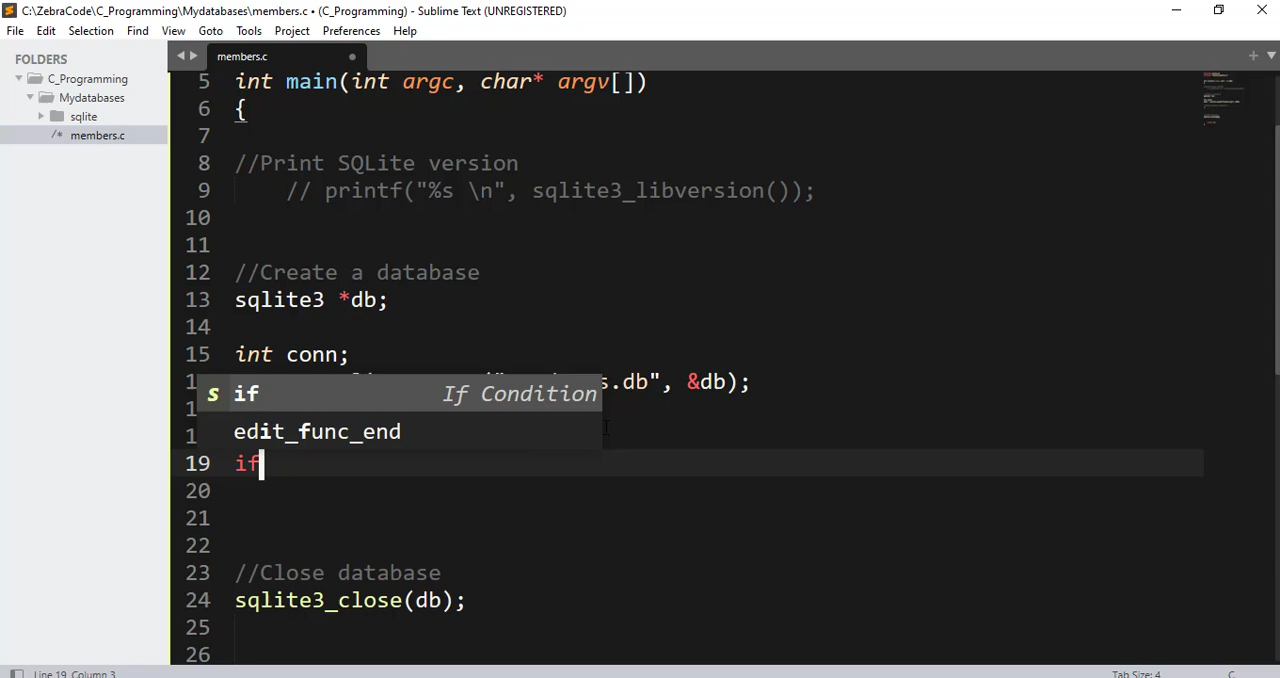 C:\ZebraCode\C_Programming\Mydatabases\members.c • (C_Programming) - Sublime Text (UNREGISTERED)
File Edit Selection Find View Goto Tools Project Preferences Help
FOLDERS
C_Programming
Mydatabases
sqlite
/* members.c
members.c
5 int main(int argc, char* argv[])
6 {
7
8 //Print SQLite version
9 // printf("%s \n", sqlite3_libversion());
10
11
12 //Create a database
13 sqlite3 *db;
14
15 int conn;
s.db", &db);
s if If Condition
edit_func_end
19 if
20
21
22
23 //Close database
24 sqlite3_close(db);
25
26
Line 19, Column 3
Tab Size: 4
C